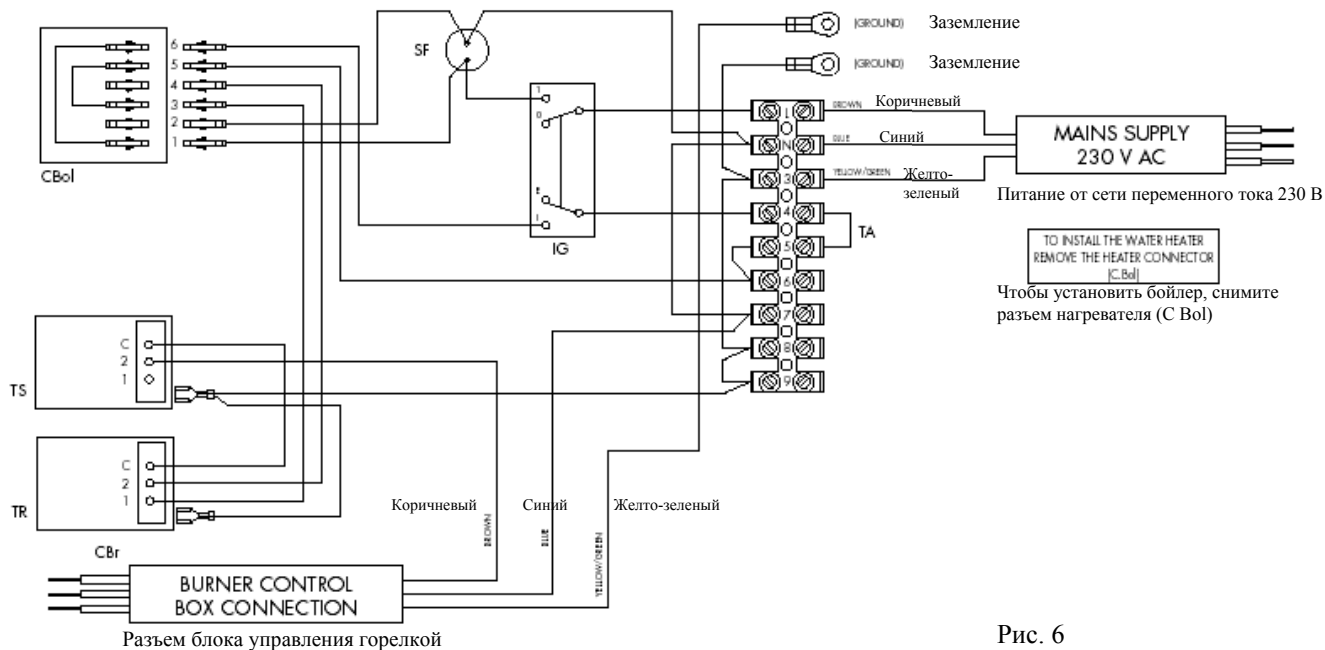 (GROUND) Заземление
(GROUND) Заземление
SF
6
5
4
3
2
1
CBol
1
0
IG
L
N
3
4
5
6
7
8
9
BROWN Коричневый
BLUE Синий
YELLOW/GREEN Желто-
зеленый
TA
MAINS SUPPLY
230 V AC
Питание от сети переменного тока 230 В
TO INSTALL THE WATER HEATER
REMOVE THE HEATER CONNECTOR
(C.Bol)
Чтобы установить бойлер, снимите
разъем нагревателя (C Bol)
C
2
1
TS
C
2
1
TR
Коричневый
Синий
Желто-зеленый
BROWN
BLUE
YELLOW/GREEN
CBr
BURNER CONTROL
BOX CONNECTION
Разъем блока управления горелкой
Рис. 6